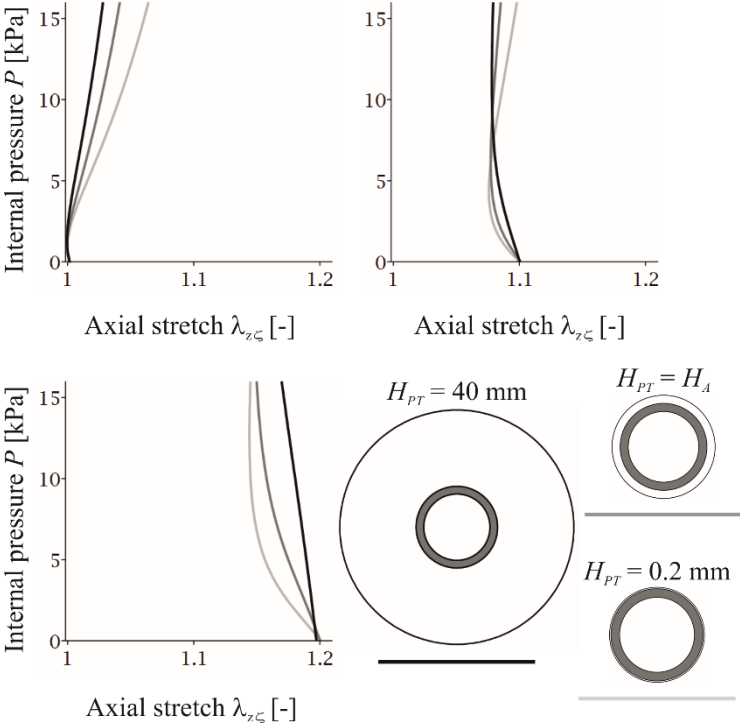 Internal pressure P [kPa]
15
10
5
0
1
1.1
1.2
Axial stretch λzζ [-]
15
10
5
0
1
1.1
1.2
Axial stretch λzζ [-]
Internal pressure P [kPa]
15
10
5
0
1
1.1
1.2
Axial stretch λzζ [-]
HPT = 40 mm
HPT = HA
HPT = 0.2 mm